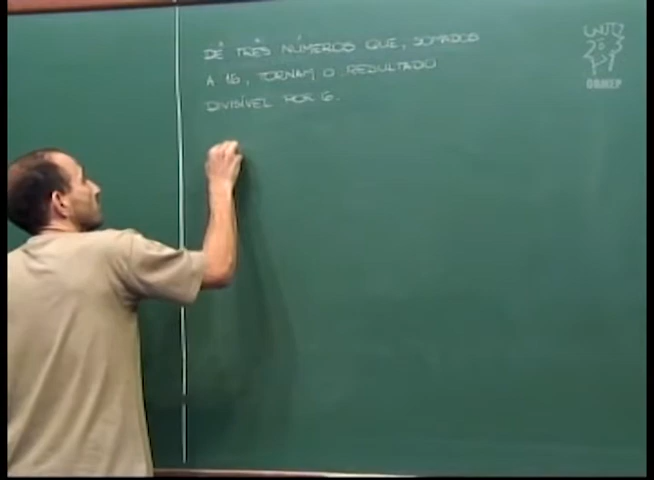 DÊ TRÊS NÚMEROS QUE, SOMADOS
A 16, TORNAM O RESULTADO
DIVISÍVEL POR 6.
OBMEP